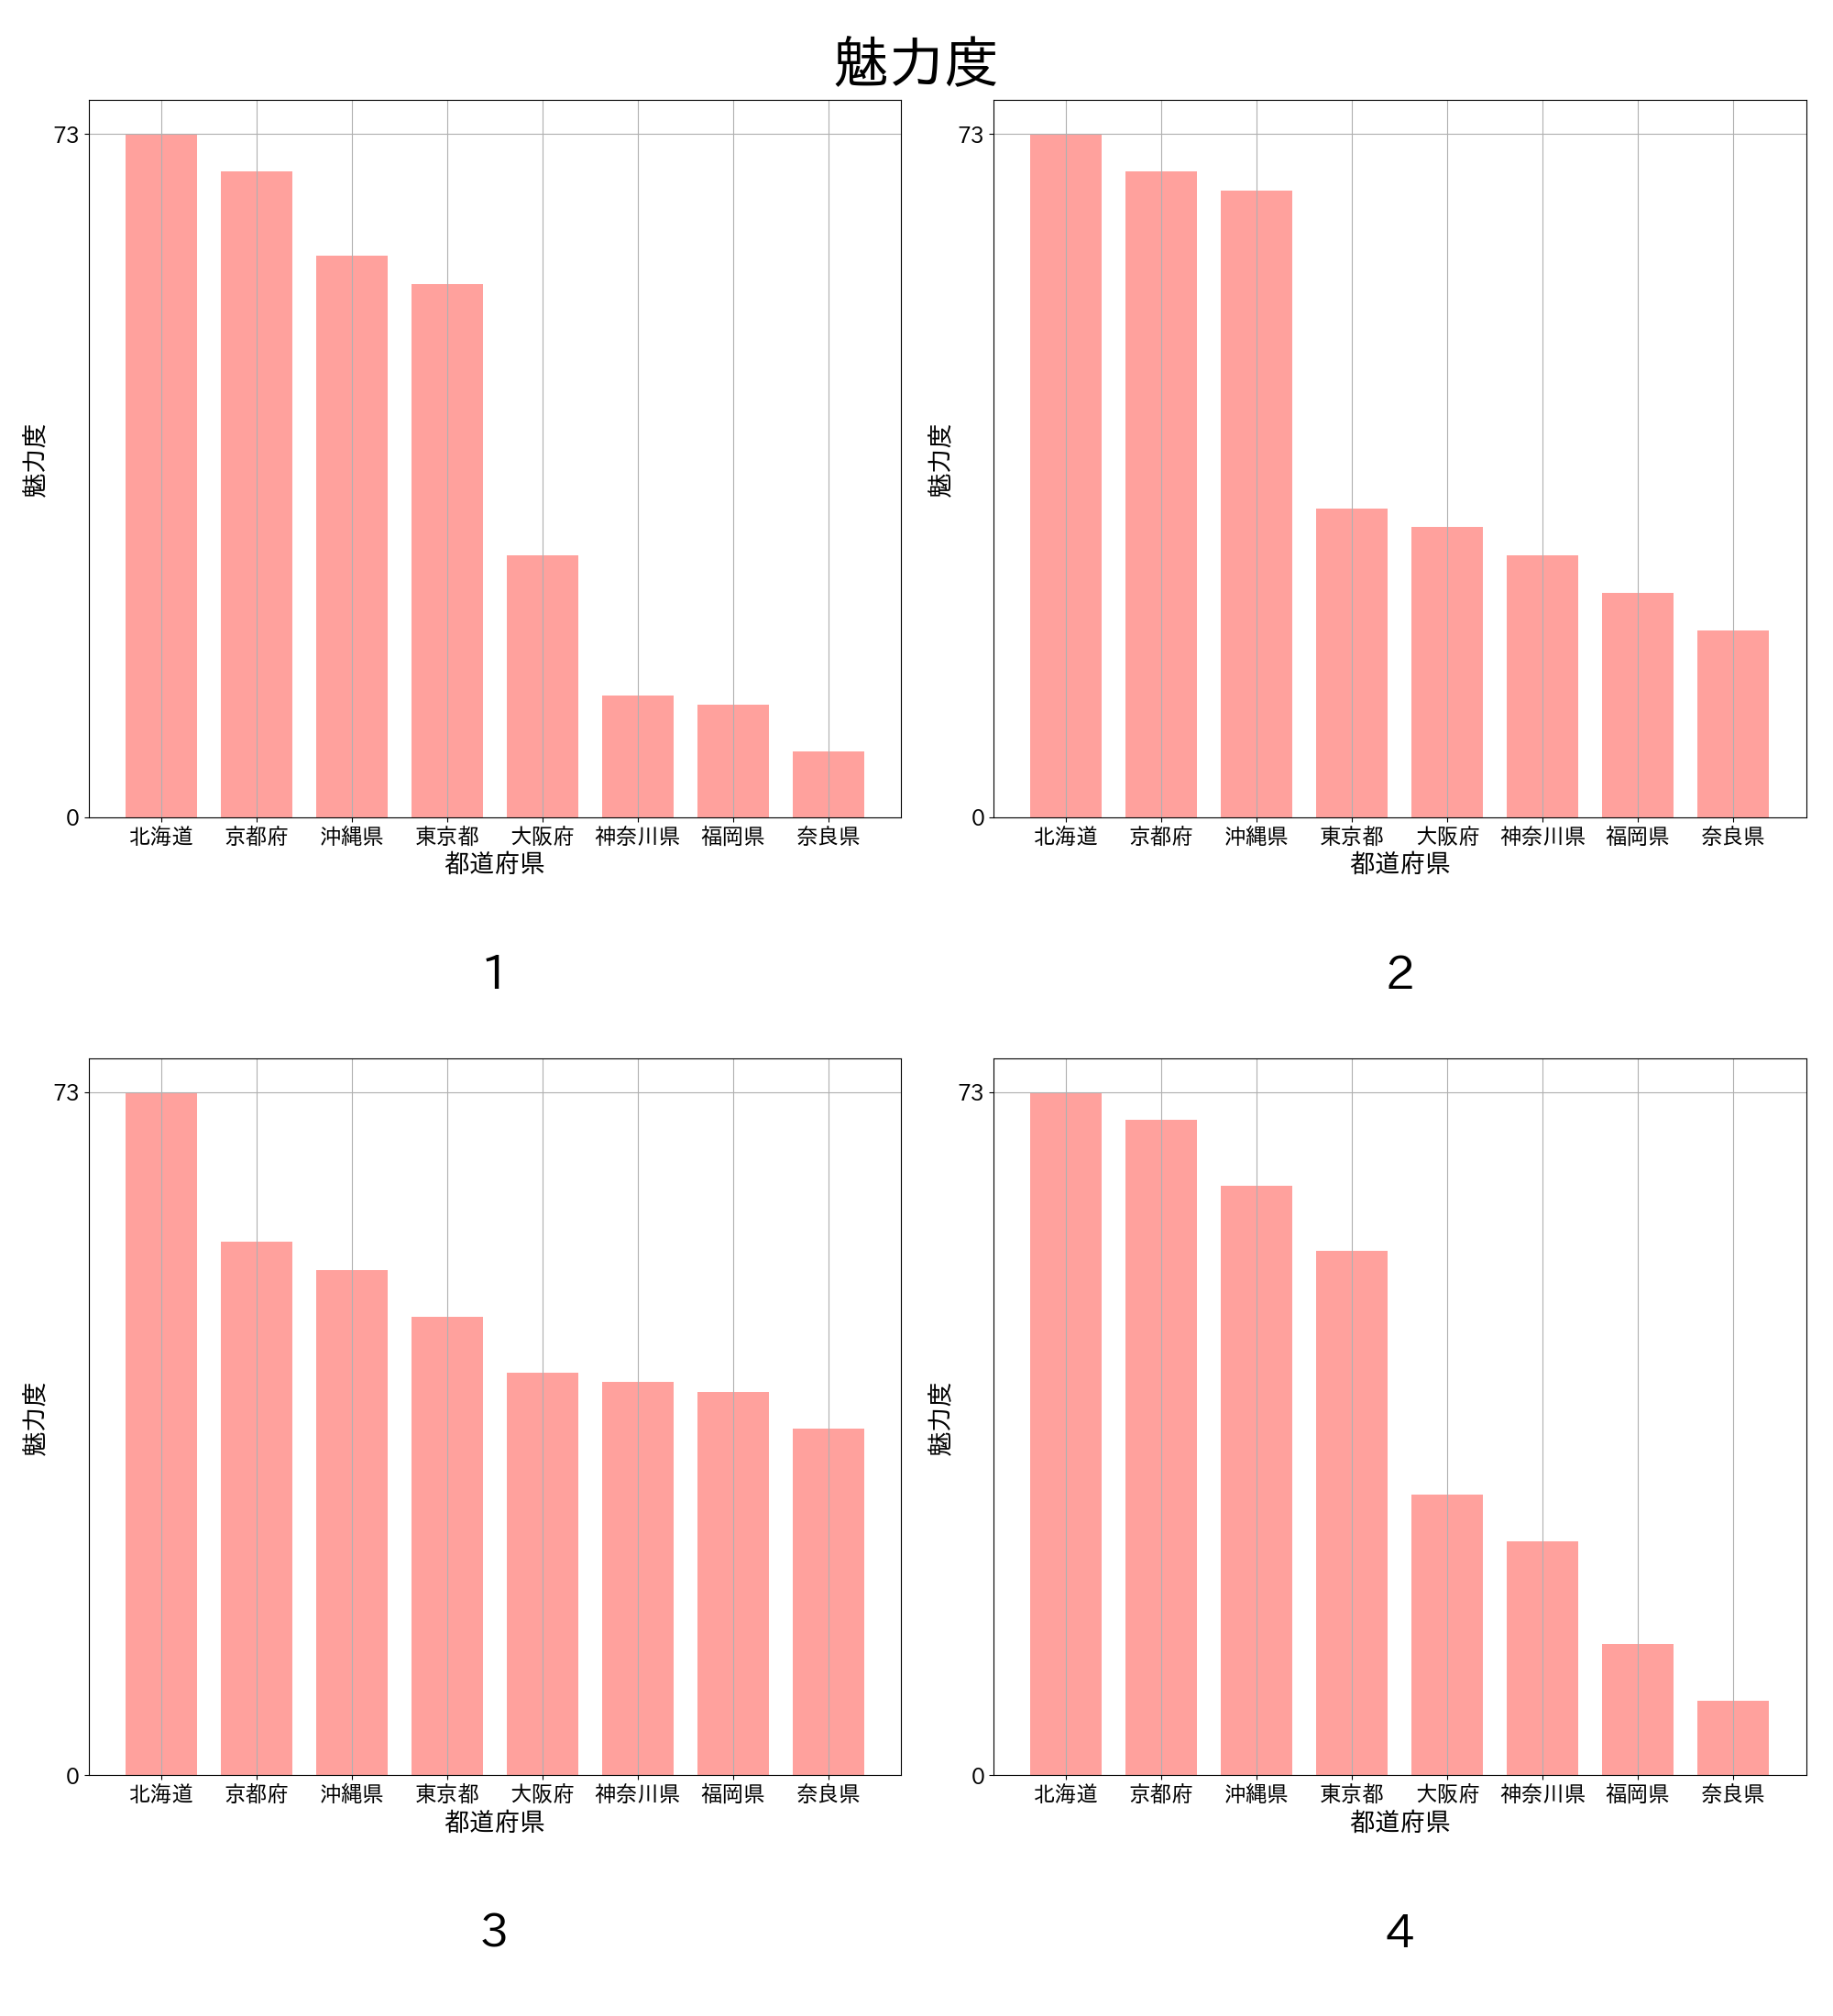 魅力度
73
0
魅力度
北海道 京都府 沖縄県 東京都 大阪府 神奈川県 福岡県 奈良県
都道府県
1
73
0
魅力度
北海道 京都府 沖縄県 東京都 大阪府 神奈川県 福岡県 奈良県
都道府県
2
73
0
魅力度
北海道 京都府 沖縄県 東京都 大阪府 神奈川県 福岡県 奈良県
都道府県
3
73
0
魅力度
北海道 京都府 沖縄県 東京都 大阪府 神奈川県 福岡県 奈良県
都道府県
4